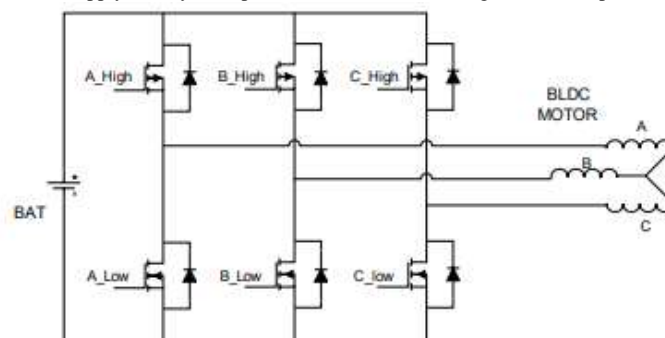 A_High
B_High
C_High
BLDC
MOTOR
A
B
C
BAT
A_Low
B_Low
C_low